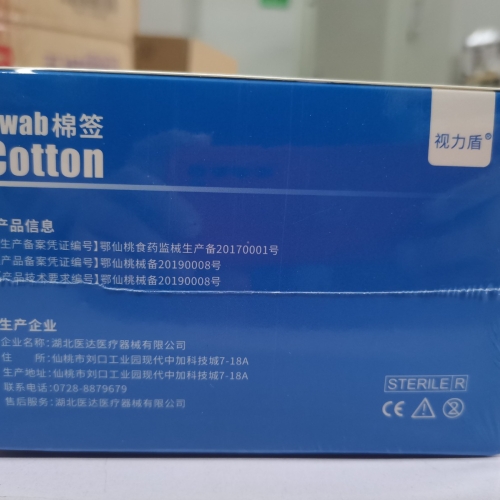 wab棉签
Cotton
视力盾®
产品信息
生产备案凭证编号】鄂仙桃食药监械生产备20170001号
产品备案凭证编号】鄂仙桃械备20190008号
产品技术要求编号】鄂仙桃械备20190008号
生产企业
企业名称：湖北医达医疗器械有限公司
住 所：仙桃市刘口工业园现代中加科技城7-18A
生产地址：仙桃市刘口工业园现代中加科技城7-18A
联系电话：0728-8879679
售后服务：湖北医达医疗器械有限公司
STERILE R
CE